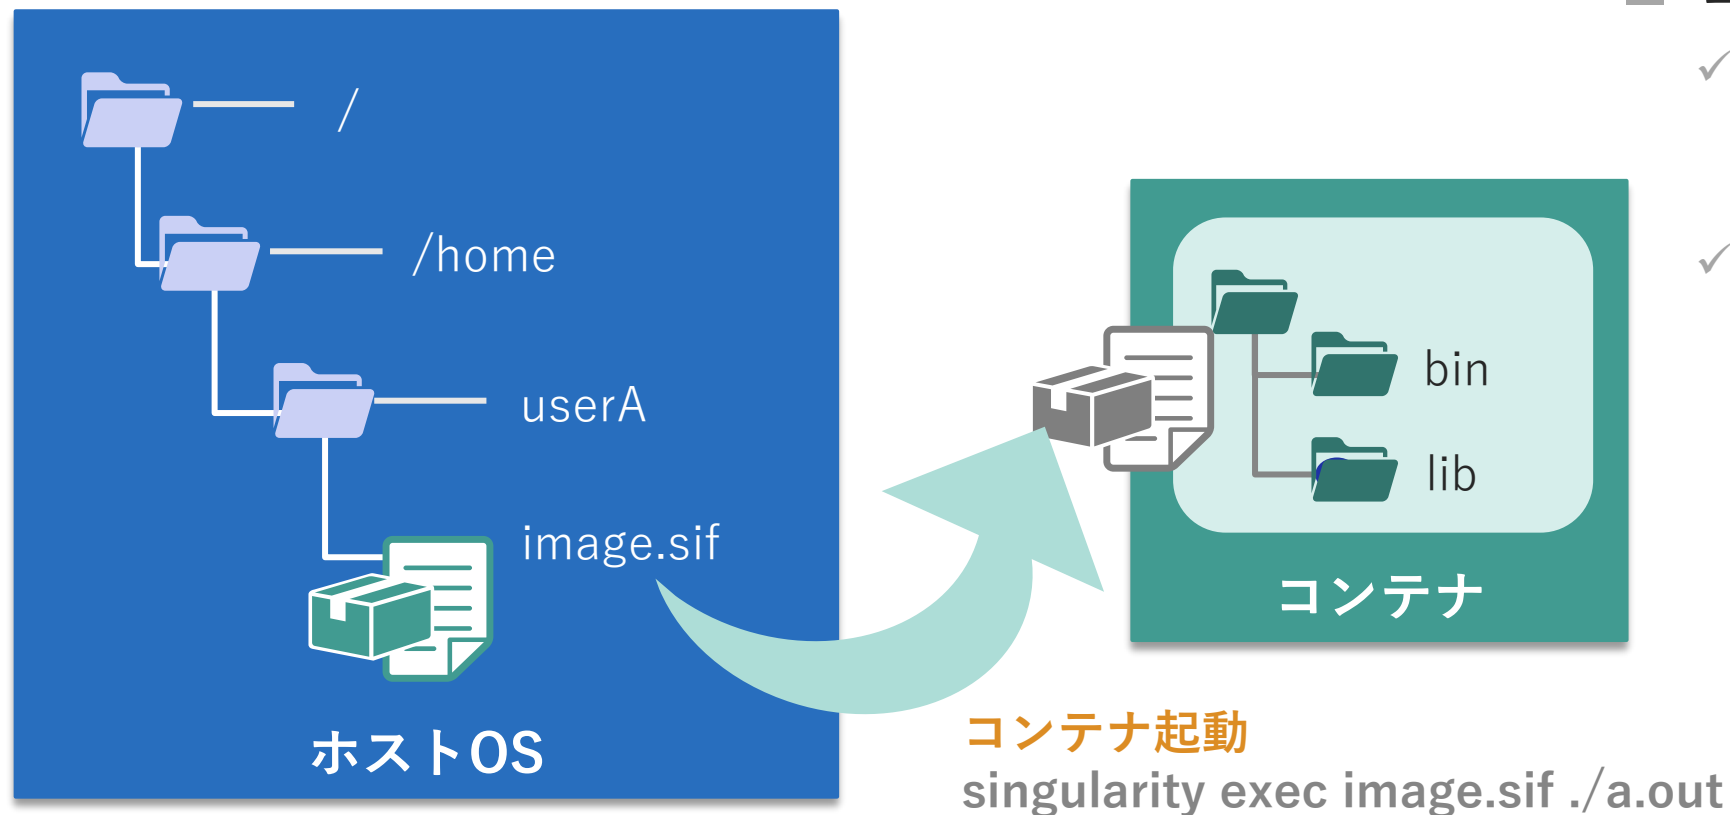 /
/home
userA
image.sif
ホストOS
bin
lib
コンテナ
コンテナ起動
singularity exec image.sif ./a.out